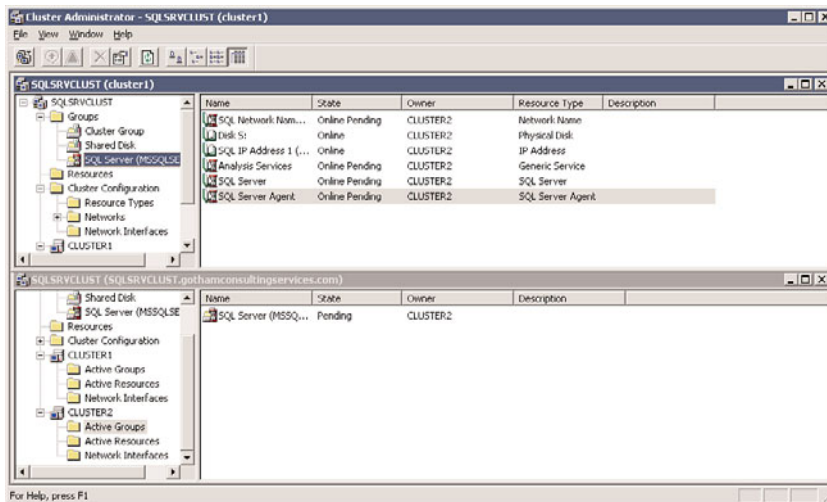 Cluster Administrator - SQLSRVCLUST (cluster1)
File View Window Help
SQLSRVCLUST (cluster1)
SQLSRVCLUST
Groups
Cluster Group
Shared Disk
SQL Server (MSSQLSE
Resources
Cluster Configuration
Resource Types
Networks
Network Interfaces
CLUSTER1
Name State Owner Resource Type Description
SQL Network Nam... Online Pending CLUSTER2 Network Name
Disk S: Online CLUSTER2 Physical Disk
SQL IP Address 1 (... Online CLUSTER2 IP Address
Analysis Services Online Pending CLUSTER2 Generic Service
SQL Server Online Pending CLUSTER2 SQL Server
SQL Server Agent Online Pending CLUSTER2 SQL Server Agent
SQLSRVCLUST (SQLSRVCLUST.gothamconsultingservices.com)
Shared Disk
SQL Server (MSSQLSE
Resources
Cluster Configuration
CLUSTER1
Active Groups
Active Resources
Network Interfaces
CLUSTER2
Active Groups
Active Resources
Network Interfaces
Name State Owner Description
SQL Server (MSSQ... Pending CLUSTER2
For Help, press F1